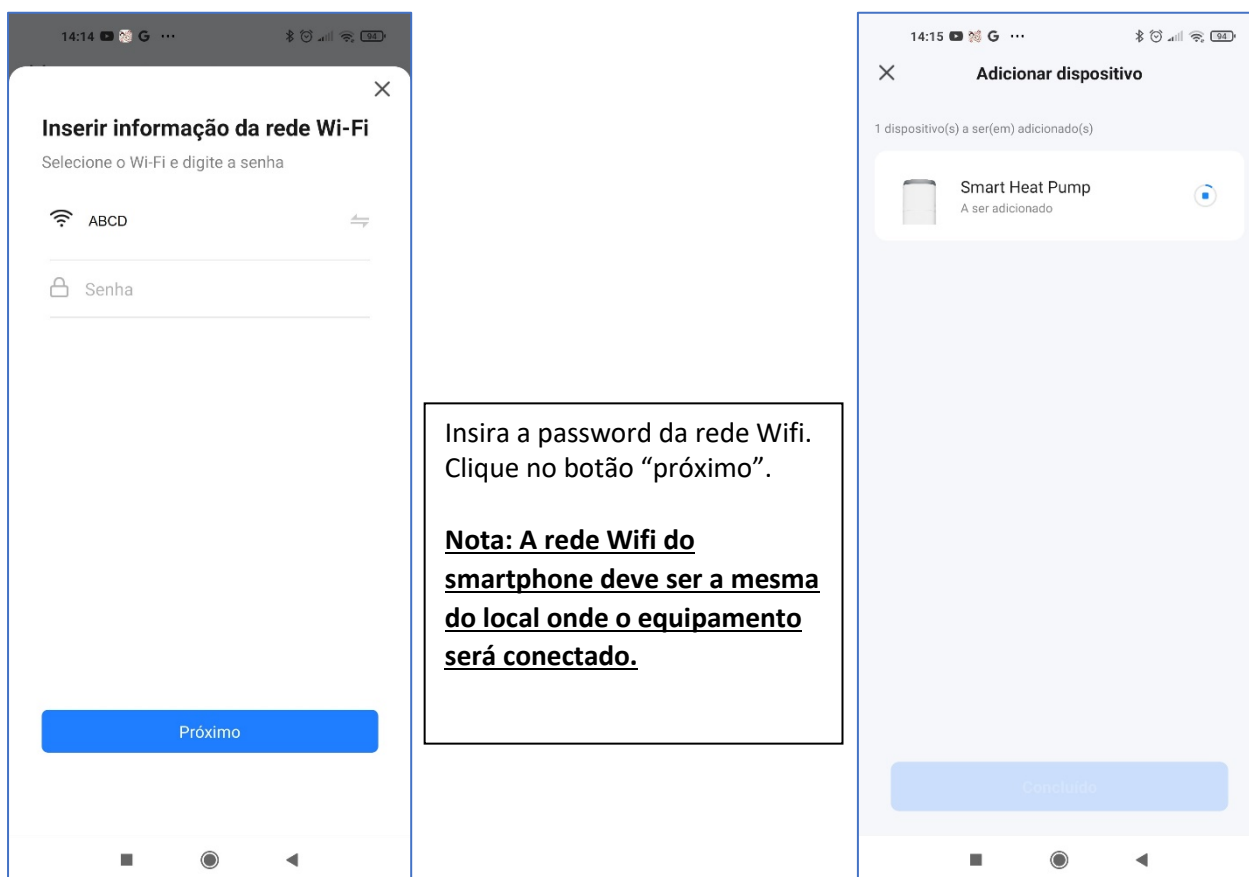 14:14 G ...
94
Inserir informação da rede Wi-Fi
Selecione o Wi-Fi e digite a senha
ABCD
Senha
Próximo
Insira a password da rede Wifi.
Clique no botão “próximo”.
Nota: A rede Wifi do
smartphone deve ser a mesma
do local onde o equipamento
será conectado.
14:15 G ...
94
Adicionar dispositivo
1 dispositivo(s) a ser(em) adicionado(s)
Smart Heat Pump
A ser adicionado
Concluído